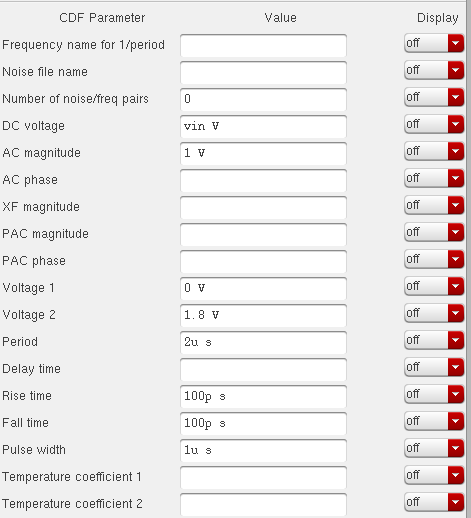 CDF Parameter Value Display
Frequency name for 1/period off
Noise file name off
Number of noise/freq pairs 0 off
DC voltage vin V off
AC magnitude 1 V off
AC phase off
XF magnitude off
PAC magnitude off
PAC phase off
Voltage 1 0 V off
Voltage 2 1.8 V off
Period 2u s off
Delay time off
Rise time 100p s off
Fall time 100p s off
Pulse width 1u s off
Temperature coefficient 1 off
Temperature coefficient 2 off